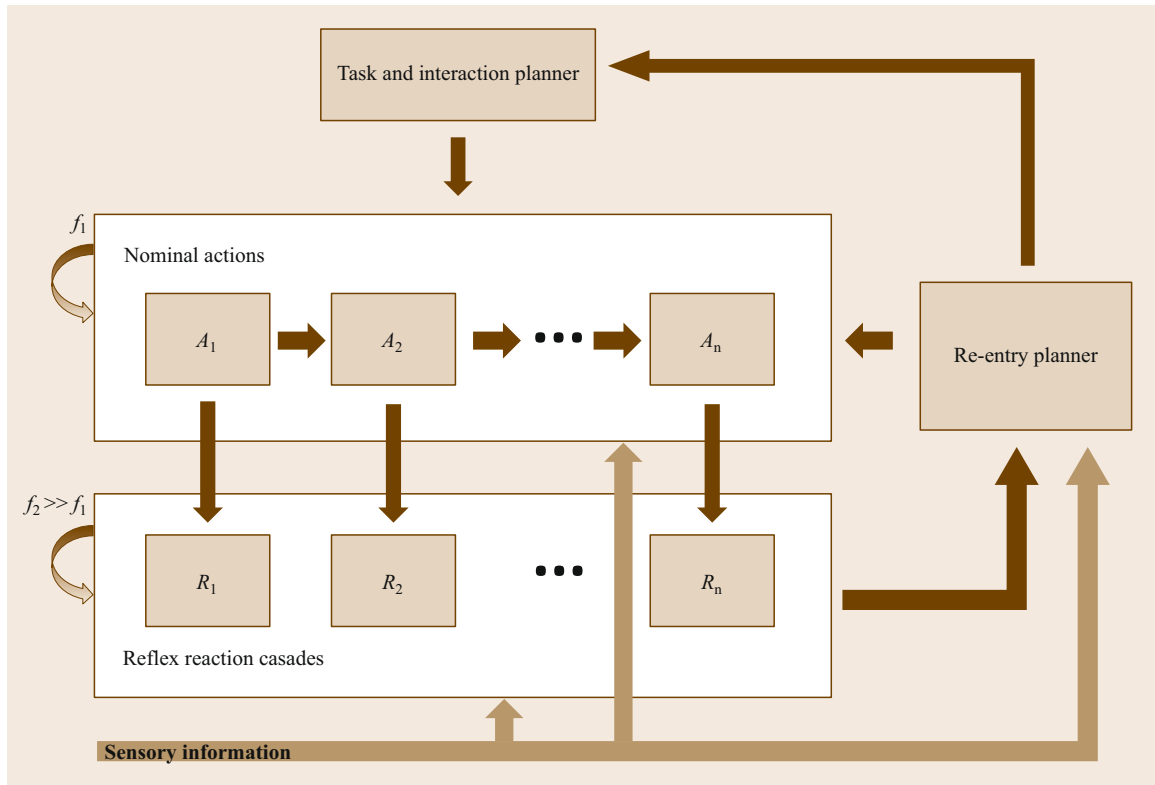 Task and interaction planner
f₁
Nominal actions
A₁
A₂
...
Aₙ
Re-entry planner
f₂ >> f₁
R₁
R₂
...
Rₙ
Reflex reaction casades
Sensory information